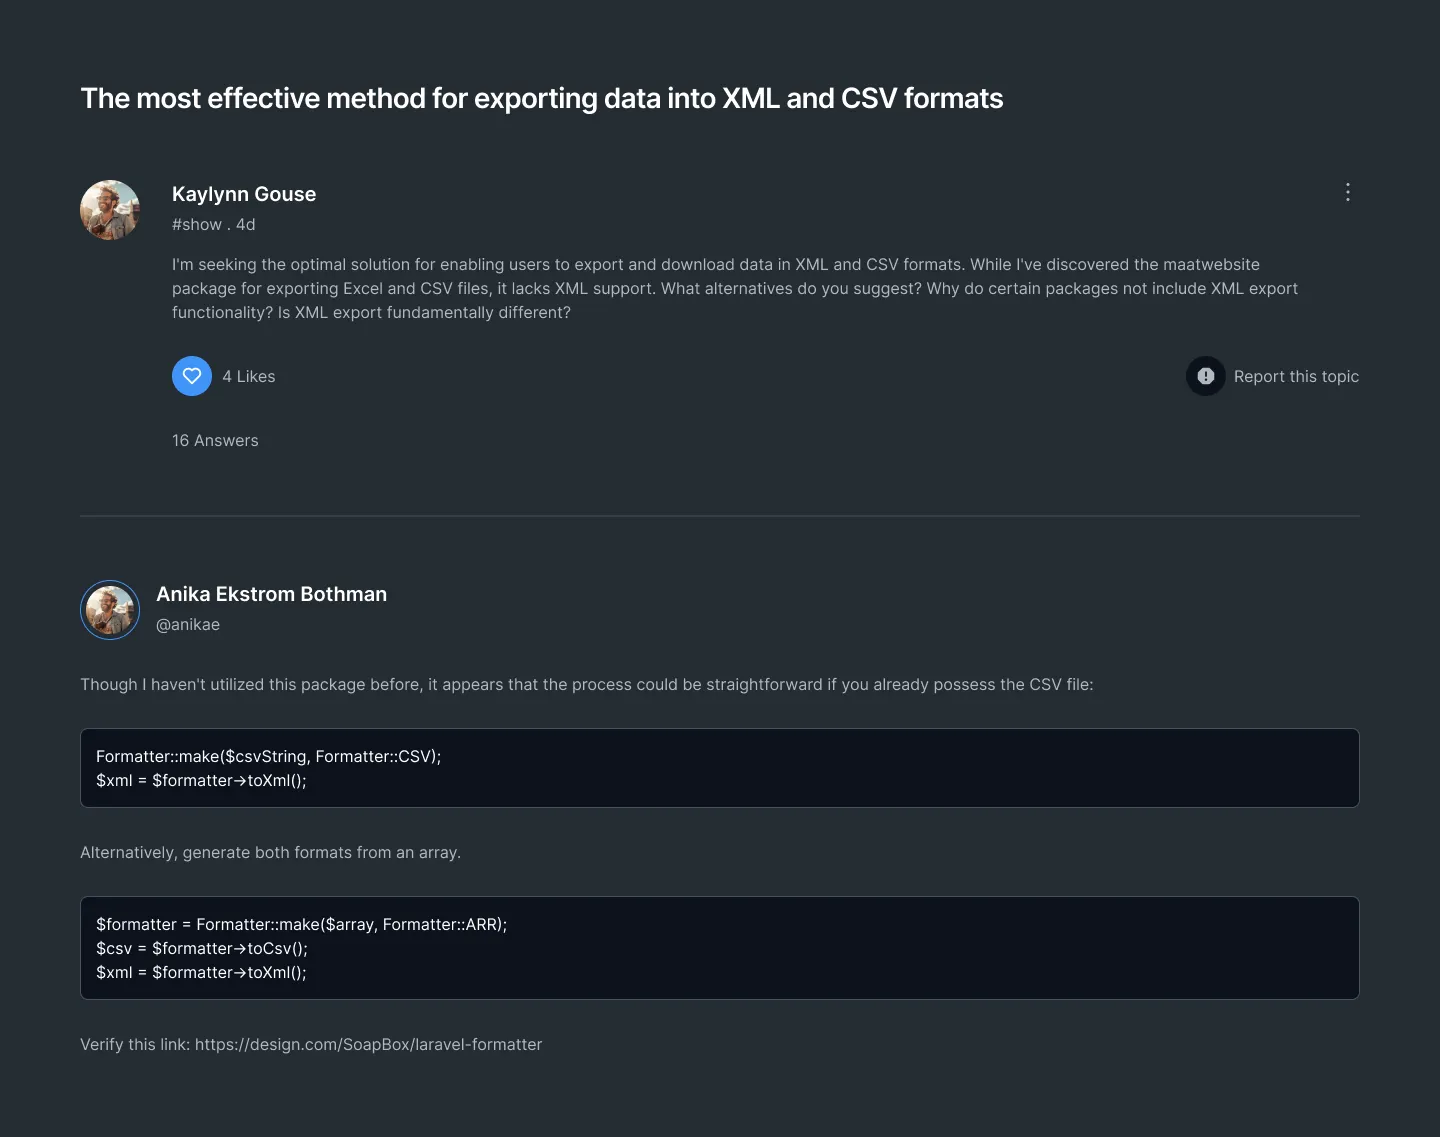 The most effective method for exporting data into XML and CSV formats
Kaylynn Gouse
#show . 4d
I'm seeking the optimal solution for enabling users to export and download data in XML and CSV formats. While I've discovered the maatwebsite
package for exporting Excel and CSV files, it lacks XML support. What alternatives do you suggest? Why do certain packages not include XML export
functionality? Is XML export fundamentally different?
4 Likes
Report this topic
16 Answers
Anika Ekstrom Bothman
@anikae
Though I haven't utilized this package before, it appears that the process could be straightforward if you already possess the CSV file:
Formatter::make($csvString, Formatter::CSV);
$xml = $formatter→toXml();
Alternatively, generate both formats from an array.
$formatter = Formatter::make($array, Formatter::ARR);
$csv = $formatter→toCsv();
$xml = $formatter→toXml();
Verify this link: https://design.com/SoapBox/laravel-formatter